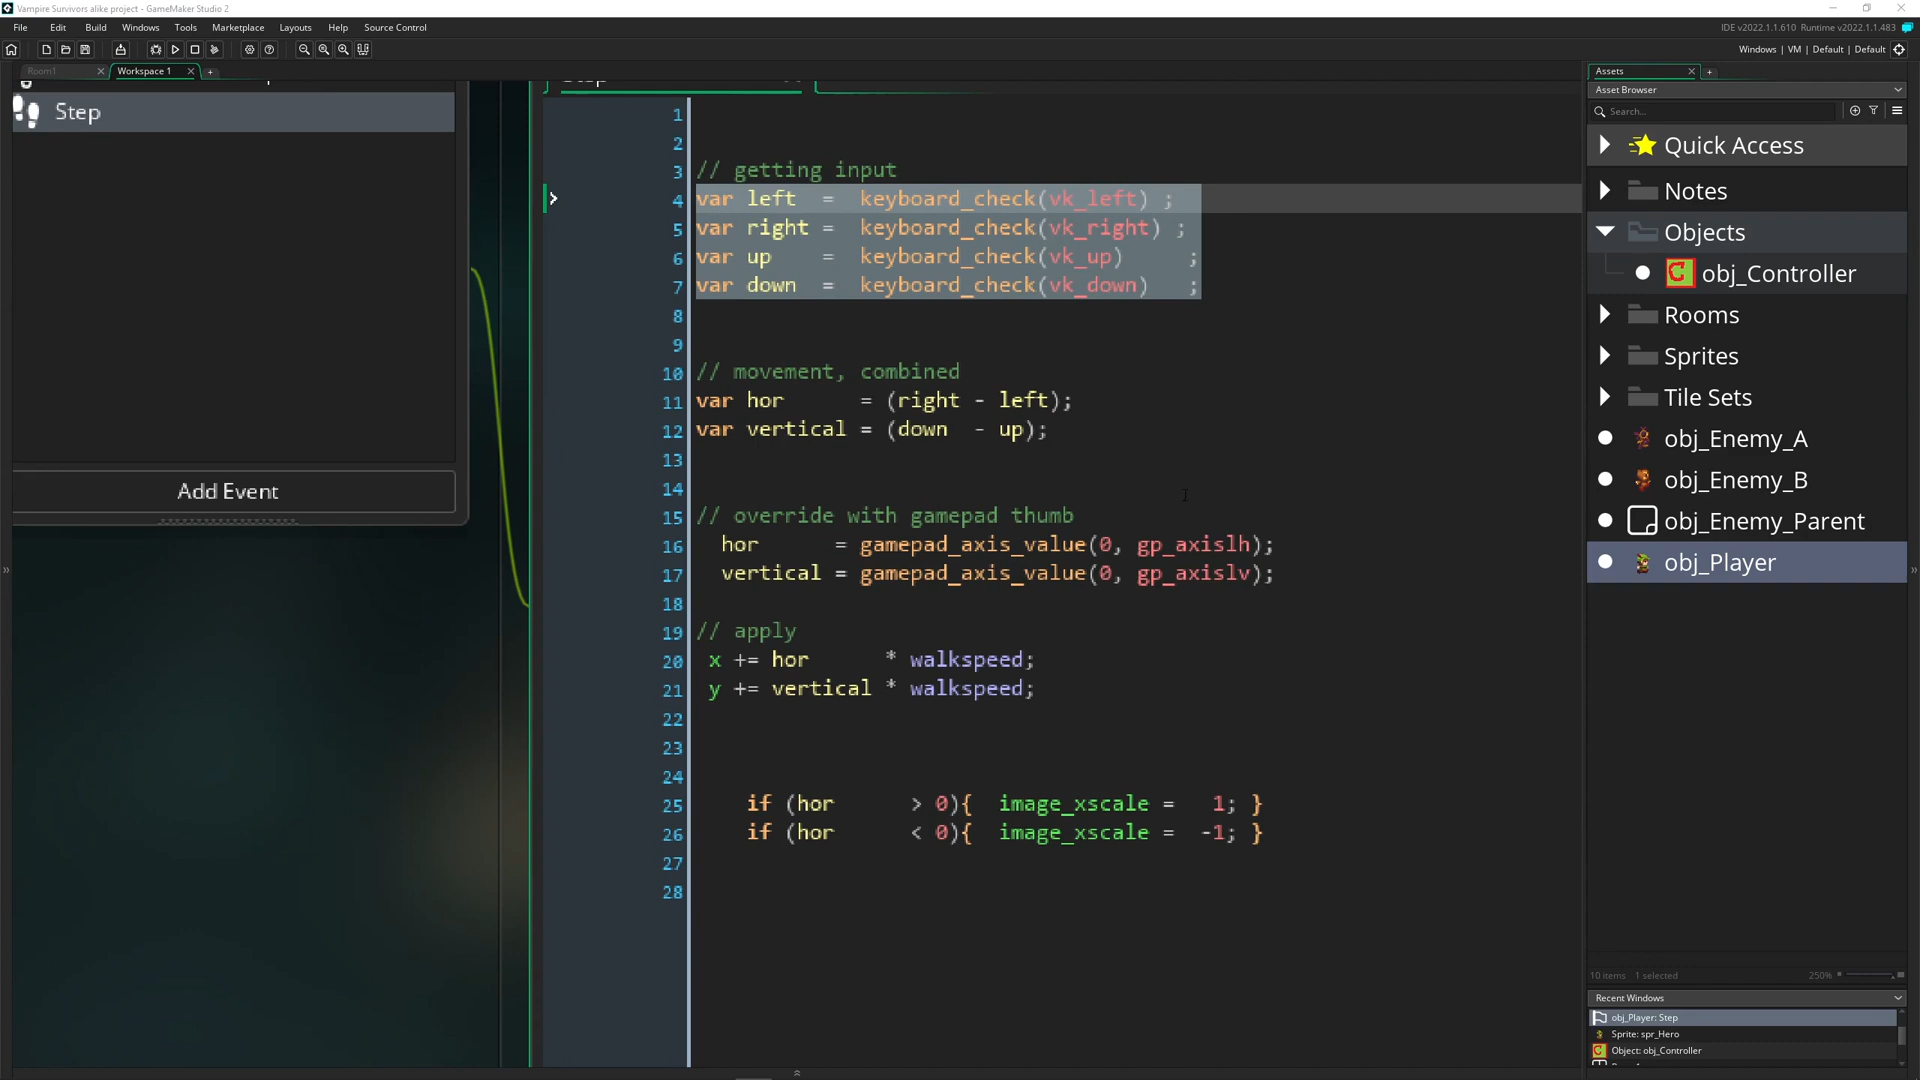 Vampire Survivors alike project - GameMaker Studio 2
File Edit Build Windows Tools Marketplace Layouts Help Source Control
IDE v2022.1.1.610 Runtime v2022.1.1.483
Windows | VM | Default | Default
Room1
Workspace 1
Step
Add Event
1
2
3 // getting input
4 var left = keyboard_check(vk_left) ;
5 var right = keyboard_check(vk_right) ;
6 var up = keyboard_check(vk_up) ;
7 var down = keyboard_check(vk_down) ;
8
9
10 // movement, combined
11 var hor = (right - left);
12 var vertical = (down - up);
13
14
15 // override with gamepad thumb
16 hor = gamepad_axis_value(0, gp_axislh);
17 vertical = gamepad_axis_value(0, gp_axislv);
18
19 // apply
20 x += hor * walkspeed;
21 y += vertical * walkspeed;
22
23
24
25 if (hor > 0){ image_xscale = 1; }
26 if (hor < 0){ image_xscale = -1; }
27
28
Assets
Asset Browser
Search...
Quick Access
Notes
Objects
obj_Controller
Rooms
Sprites
Tile Sets
obj_Enemy_A
obj_Enemy_B
obj_Enemy_Parent
obj_Player
10 items 1 selected 250%
Recent Windows
obj_Player: Step
Sprite: spr_Hero
Object: obj_Controller